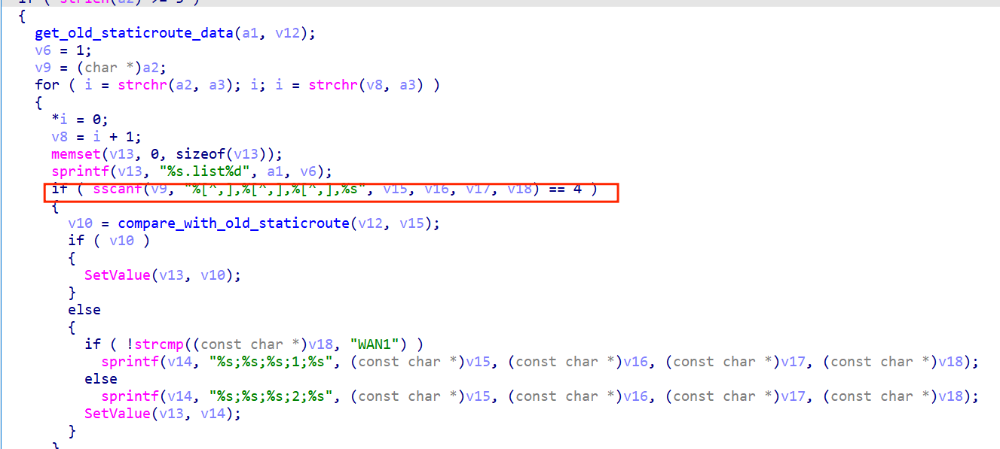 {
get_old_staticroute_data(a1, v12);
v6 = 1;
v9 = (char *)a2;
for ( i = strchr(a2, a3); i; i = strchr(v8, a3) )
{
*i = 0;
v8 = i + 1;
memset(v13, 0, sizeof(v13));
sprintf(v13, "%s.list%d", a1, v6);
if ( sscanf(v9, "%[^,],%[^,],%[^,],%s", v15, v16, v17, v18) == 4 )
{
v10 = compare_with_old_staticroute(v12, v15);
if ( v10 )
{
SetValue(v13, v10);
}
else
{
if ( !strcmp((const char *)v18, "WAN1") )
sprintf(v14, "%s;%s;%s;1;%s", (const char *)v15, (const char *)v16, (const char *)v17, (const char *)v18);
else
sprintf(v14, "%s;%s;%s;2;%s", (const char *)v15, (const char *)v16, (const char *)v17, (const char *)v18);
SetValue(v13, v14);
}
}